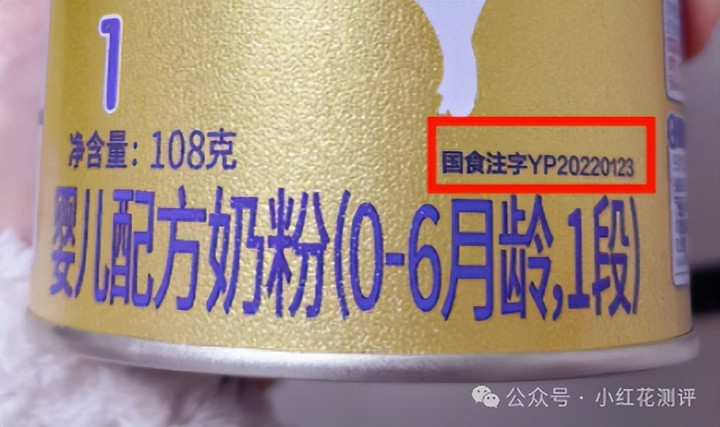 1
净含量：108克
国食注字YP20220123
婴儿配方奶粉(0-6月龄,1段)
公众号·小红花测评